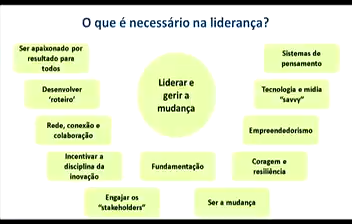 O que é necessário na liderança?
Ser apaixonado por
resultado para
todos
Desenvolver
'roteiro'
Rede, conexão e
colaboração
Incentivar a
disciplina da
inovação
Engajar os
"stakeholders"
Liderar e
gerir a
mudança
Fundamentação
Sistemas de
pensamento
Tecnologia e mídia
"savvy"
Empreendedorismo
Coragem e
resiliência
Ser a mudança